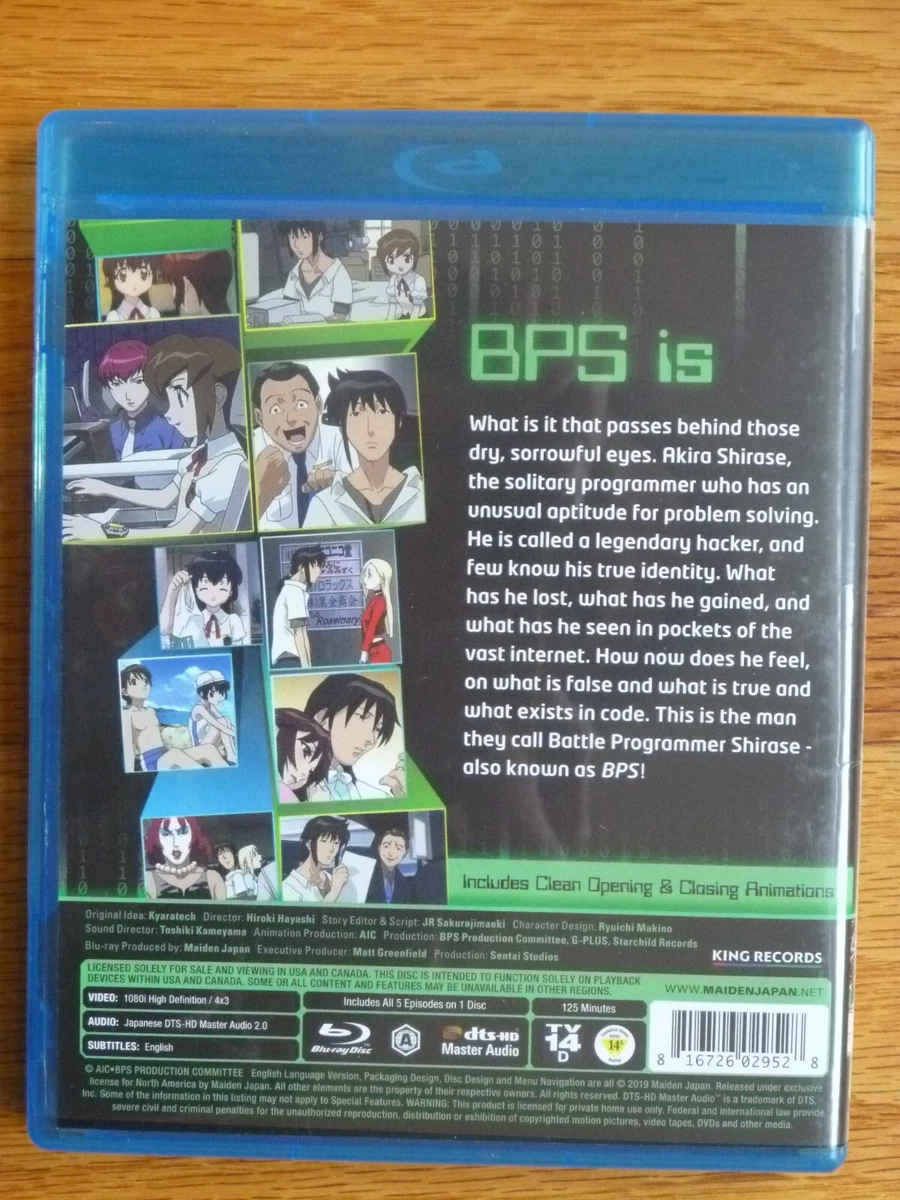 BPS is
What is it that passes behind those
dry, sorrowful eyes. Akira Shirase,
the solitary programmer who has an
unusual aptitude for problem solving.
He is called a legendary hacker, and
few know his true identity. What
has he lost, what has he gained, and
what has he seen in pockets of the
vast internet. How now does he feel,
on what is false and what is true and
what exists in code. This is the man
they call Battle Programmer Shirase -
also known as BPS!
ロラックス
Rosemary
Includes Clean Opening & Closing Animations
Original Idea: Kyaratech Director: Hiroki Hayashi Story Editor & Script: JR Sakurajimaeki Character Design: Ryuichi Makino
Sound Director: Toshiki Kameyama Animation Production: AIC Production: BPS Production Committee, G-PLUS, Starchild Records
Blu-ray Produced by: Maiden Japan Executive Producer: Matt Greenfield Production: Sentai Studios
KING RECORDS
LICENSED SOLELY FOR SALE AND VIEWING IN USA AND CANADA. THIS DISC IS INTENDED TO FUNCTION SOLELY ON PLAYBACK
DEVICES WITHIN USA AND CANADA. SOME OR ALL CONTENT AND FEATURES MAY BE UNAVAILABLE IN OTHER REGIONS.
WWW.MAIDENJAPAN.NET
VIDEO: 1080i High Definition / 4x3
AUDIO: Japanese DTS-HD Master Audio 2.0
SUBTITLES: English
Includes All 5 Episodes on 1 Disc
125 Minutes
Blu-ray Disc
A
dts-HD
Master Audio
TV
14
D
14A
8 16726 02952 8
© AIC•BPS PRODUCTION COMMITTEE English Language Version, Packaging Design, Disc Design and Menu Navigation are all © 2019 Maiden Japan. Released under exclusive
license for North America by Maiden Japan. All other elements are the property of their respective owners. All rights reserved. DTS-HD Master Audio™ is a trademark of DTS,
Inc. Some of the information in this listing may not apply to Special Features. WARNING: This product is licensed for private home use only. Federal and international law provide
severe civil and criminal penalties for the unauthorized reproduction, distribution or exhibition of copyrighted motion pictures, video tapes, DVDs and other media.